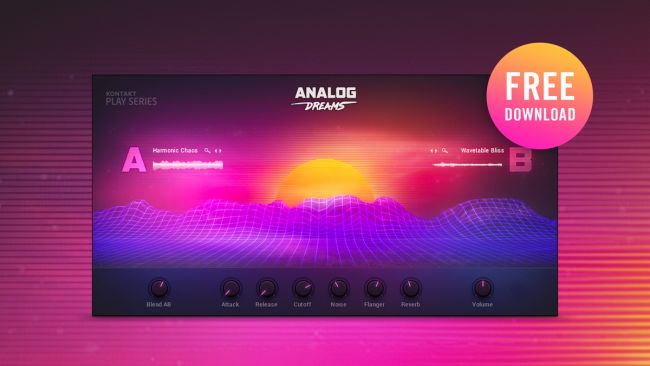 KONTAKT
PLAY SERIES
ANALOG
DREAMS
FREE
DOWNLOAD
A
Harmonic Chaos
Wavetable Bliss
B
Blend AB
Attack
Release
Cutoff
Noise
Flanger
Reverb
Volume